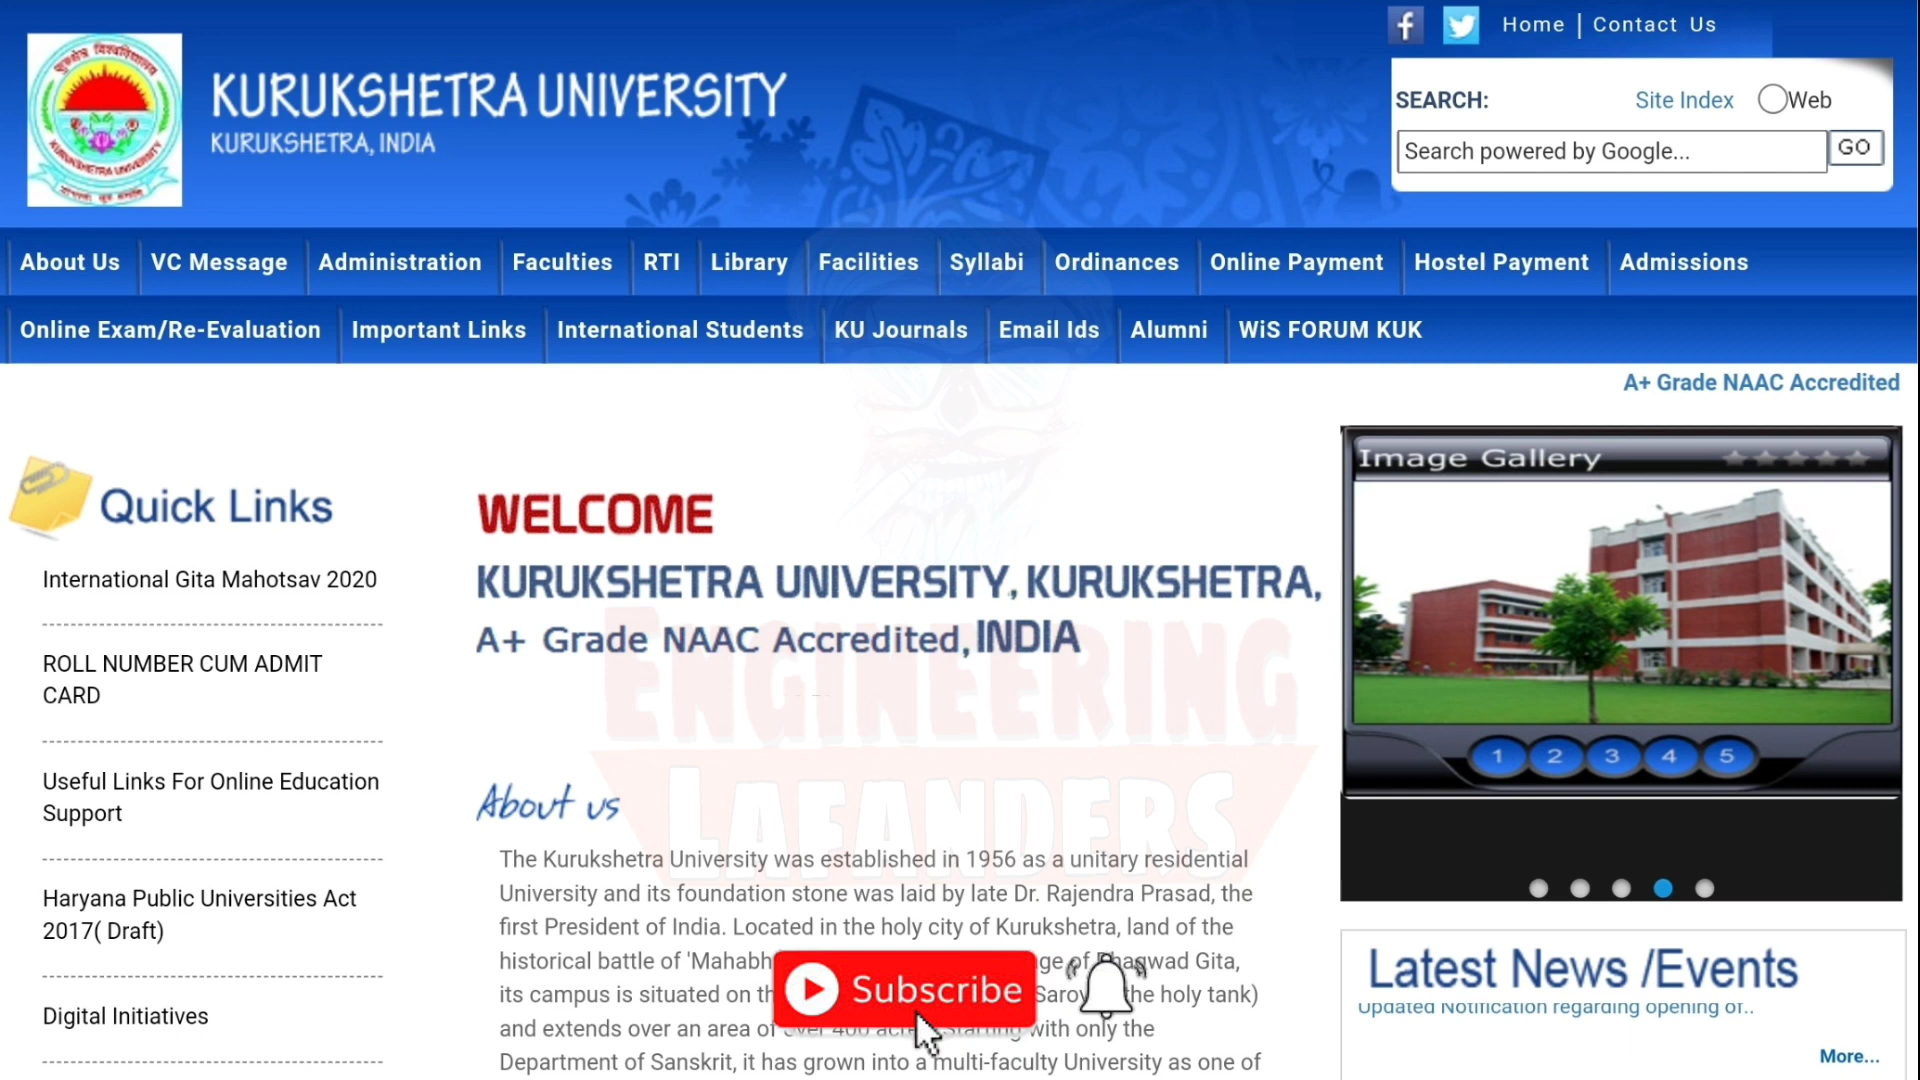 Home | Contact Us
KURUKSHETRA UNIVERSITY
KURUKSHETRA, INDIA
कुरुक्षेत्र विश्वविद्यालय
KURUKSHETRA UNIVERSITY
SEARCH: Site Index Web
Search powered by Google... GO
About Us VC Message Administration Faculties RTI Library Facilities Syllabi Ordinances Online Payment Hostel Payment Admissions
Online Exam/Re-Evaluation Important Links International Students KU Journals Email Ids Alumni WiS FORUM KUK
A+ Grade NAAC Accredited
Quick Links
International Gita Mahotsav 2020
ROLL NUMBER CUM ADMIT
CARD
Useful Links For Online Education
Support
Haryana Public Universities Act
2017( Draft)
Digital Initiatives
WELCOME
KURUKSHETRA UNIVERSITY, KURUKSHETRA,
A+ Grade NAAC Accredited, INDIA
ENGINEERING
LAFANDERS
About us
The Kurukshetra University was established in 1956 as a unitary residential
University and its foundation stone was laid by late Dr. Rajendra Prasad, the
first President of India. Located in the holy city of Kurukshetra, land of the
historical battle of 'Mahabh of Bhagwad Gita,
its campus is situated on the holy tank)
and extends over an area of over 400 with only the
Department of Sanskrit, it has grown into a multi-faculty University as one of
Subscribe
Image Gallery
1 2 3 4 5
Latest News /Events
Updated Notification regarding opening of..
More...